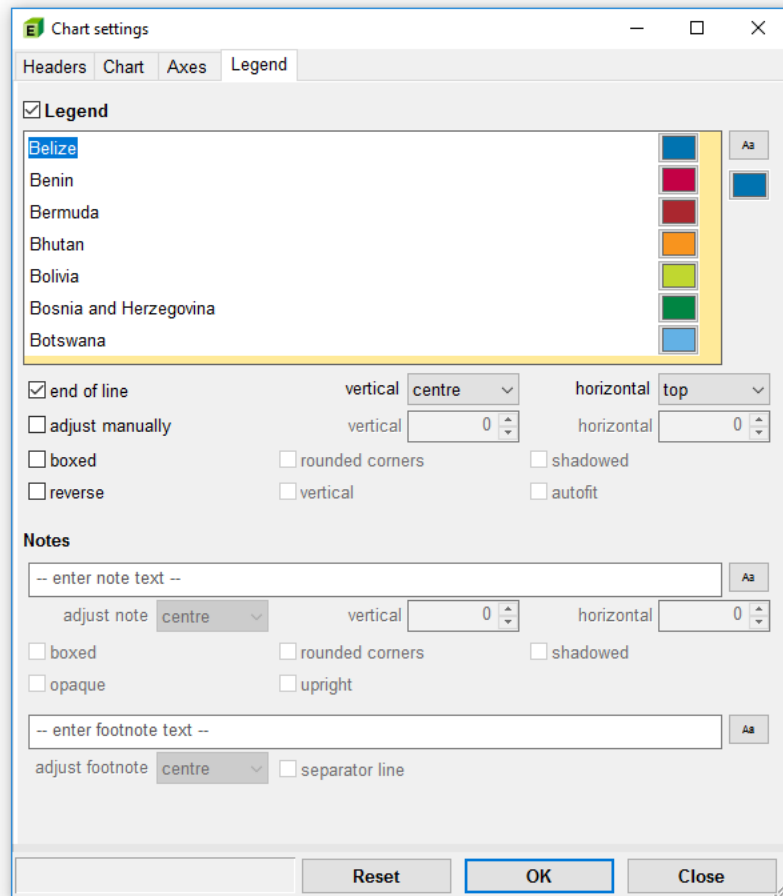 E Chart settings
Headers Chart Axes Legend
Legend
Belize Aa
Benin
Bermuda
Bhutan
Bolivia
Bosnia and Herzegovina
Botswana
end of line vertical centre horizontal top
adjust manually vertical 0 horizontal 0
boxed rounded corners shadowed
reverse vertical autofit
Notes
-- enter note text -- Aa
adjust note centre vertical 0 horizontal 0
boxed rounded corners shadowed
opaque upright
-- enter footnote text -- Aa
adjust footnote centre separator line
Reset OK Close